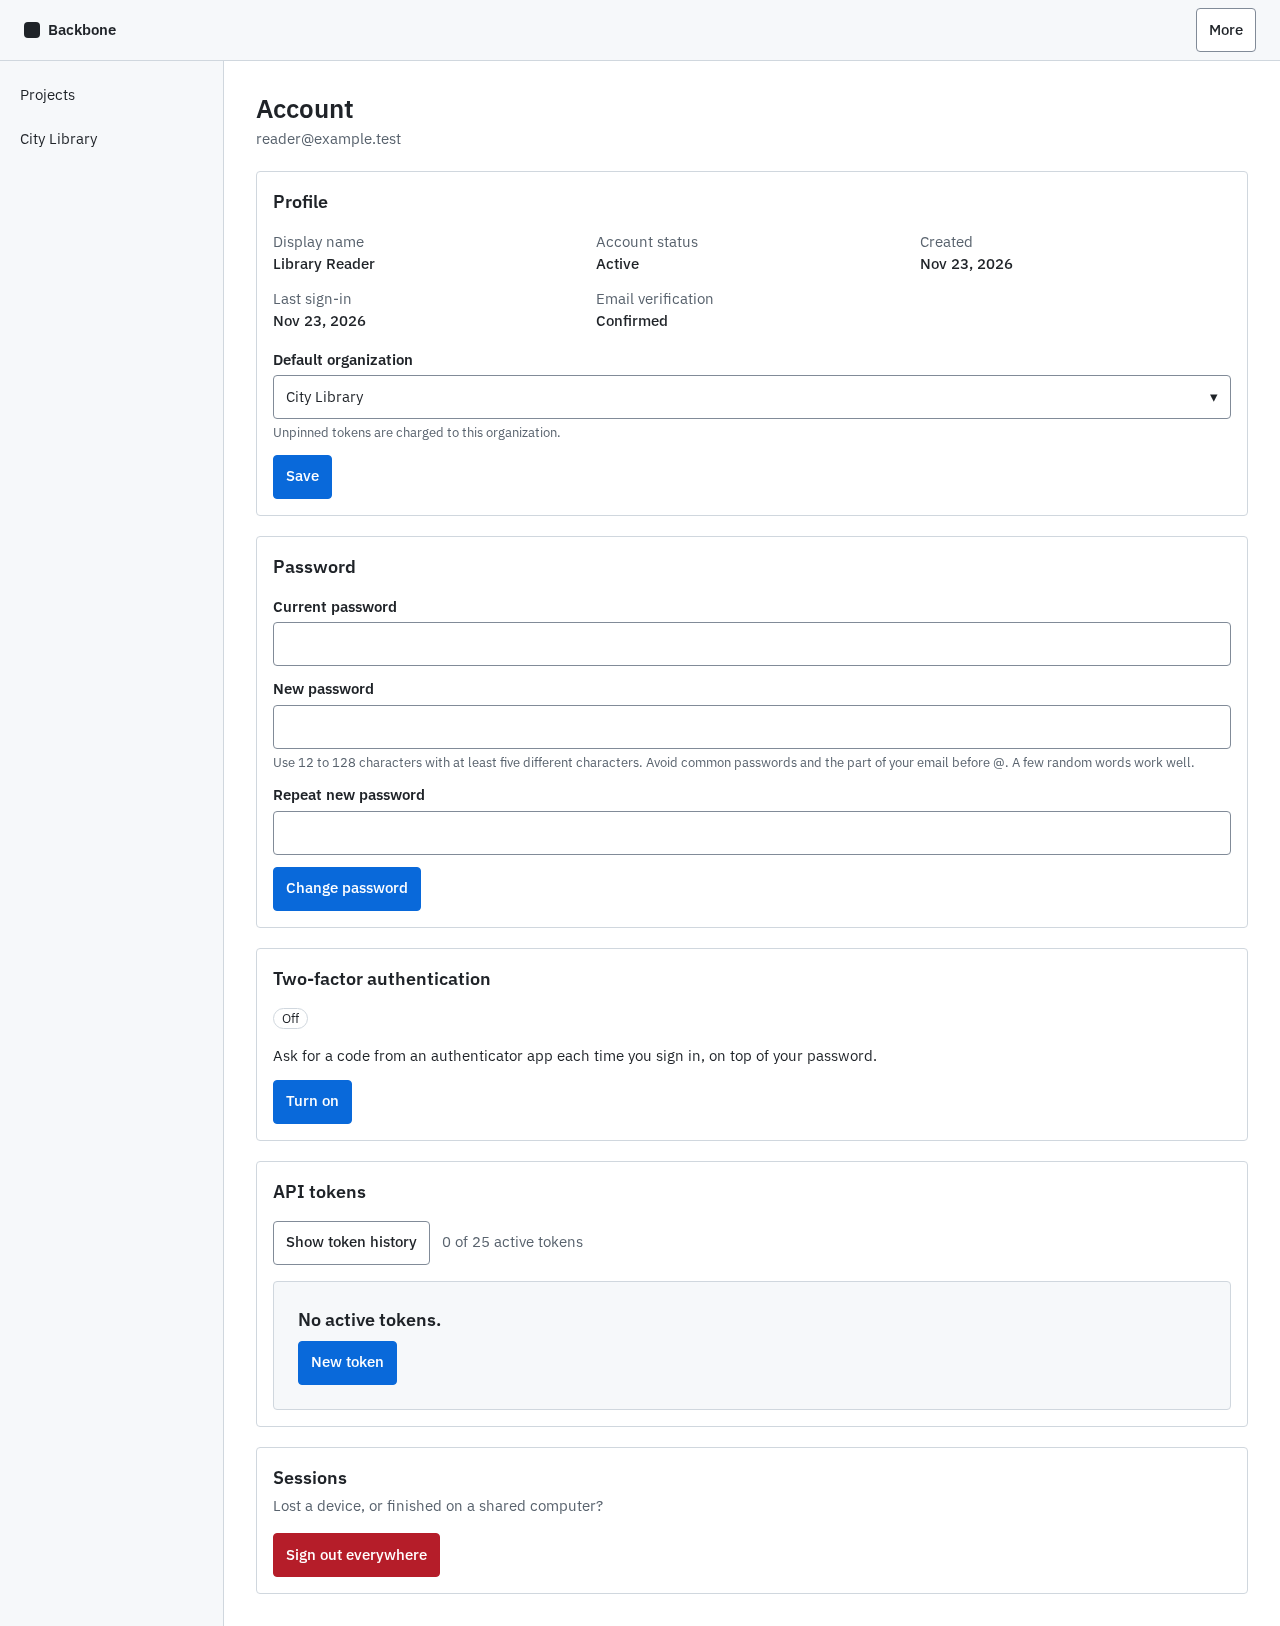 Backbone
More
Projects
City Library
Account
reader@example.test
Profile
Display name
Library Reader
Account status
Active
Created
Nov 23, 2026
Last sign-in
Nov 23, 2026
Email verification
Confirmed
Default organization
City Library
Unpinned tokens are charged to this organization.
Save
Password
Current password
New password
Use 12 to 128 characters with at least five different characters. Avoid common passwords and the part of your email before @. A few random words work well.
Repeat new password
Change password
Two-factor authentication
Off
Ask for a code from an authenticator app each time you sign in, on top of your password.
Turn on
API tokens
Show token history
0 of 25 active tokens
No active tokens.
New token
Sessions
Lost a device, or finished on a shared computer?
Sign out everywhere